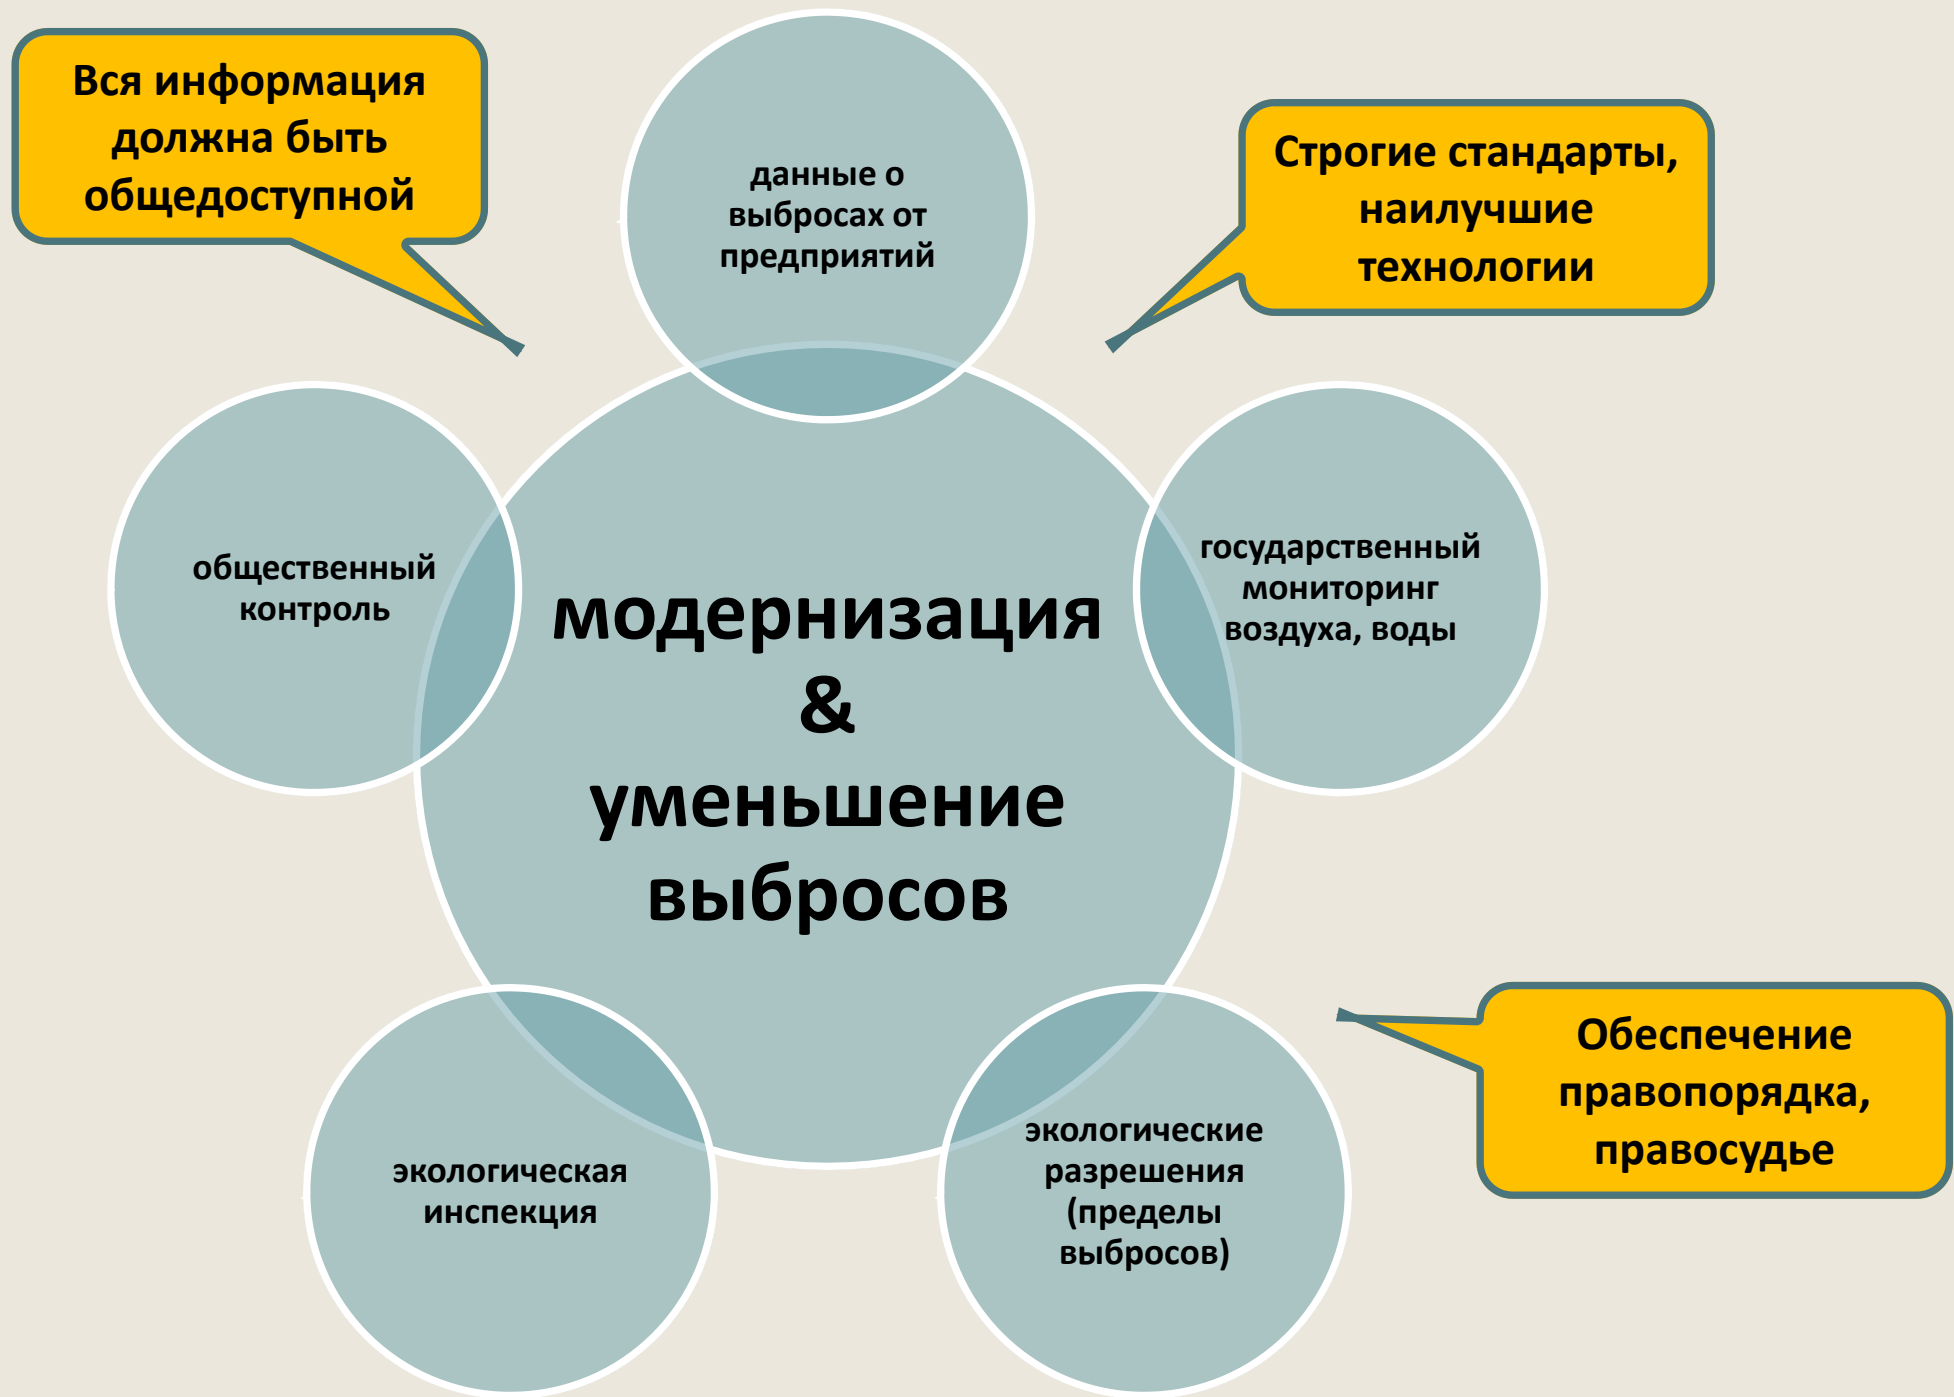 Вся информация
должна быть
общедоступной
данные о
выбросах от
предприятий
Строгие стандарты,
наилучшие
технологии
общественный
контроль
государственный
мониторинг
воздуха, воды
модернизация
&
уменьшение
выбросов
Обеспечение
правопорядка,
правосудье
экологическая
инспекция
экологические
разрешения
(пределы
выбросов)